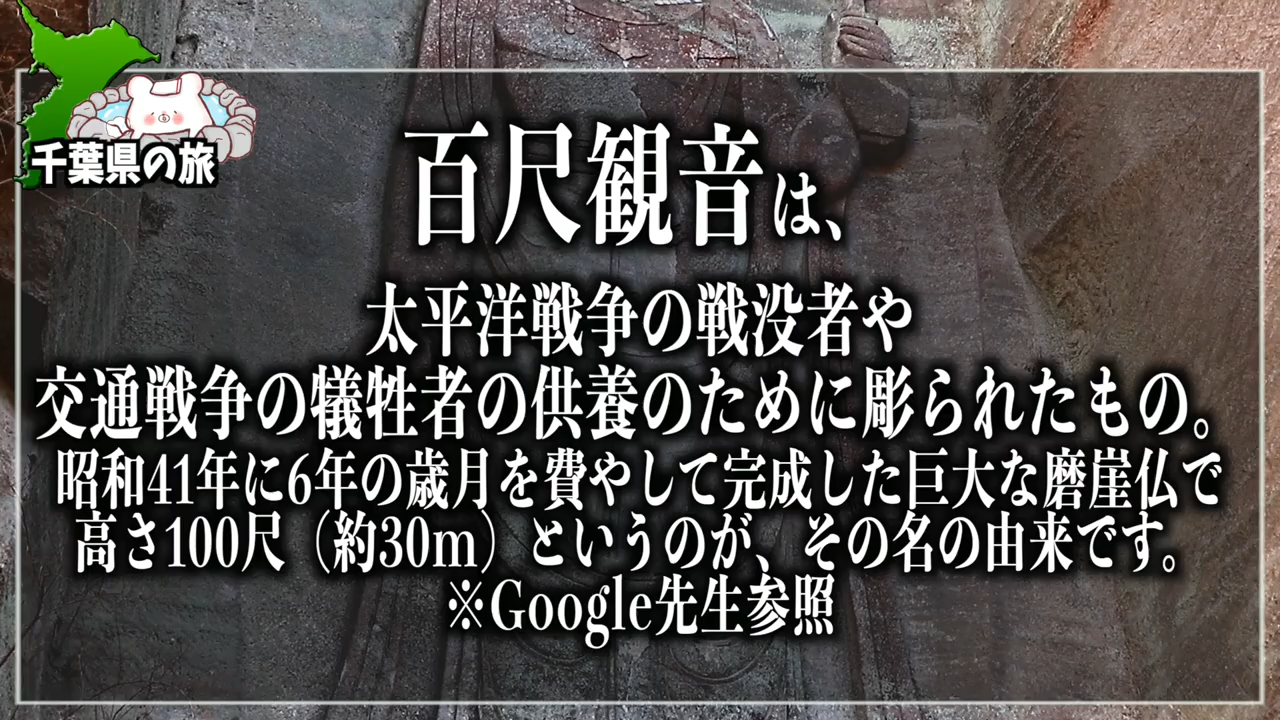 千葉県の旅
百尺観音は、
太平洋戦争の戦没者や
交通戦争の犠牲者の供養のために彫られたもの。
昭和41年に6年の歳月を費やして完成した巨大な磨崖仏で
高さ100尺（約30m）というのが、その名の由来です。
※Google先生参照